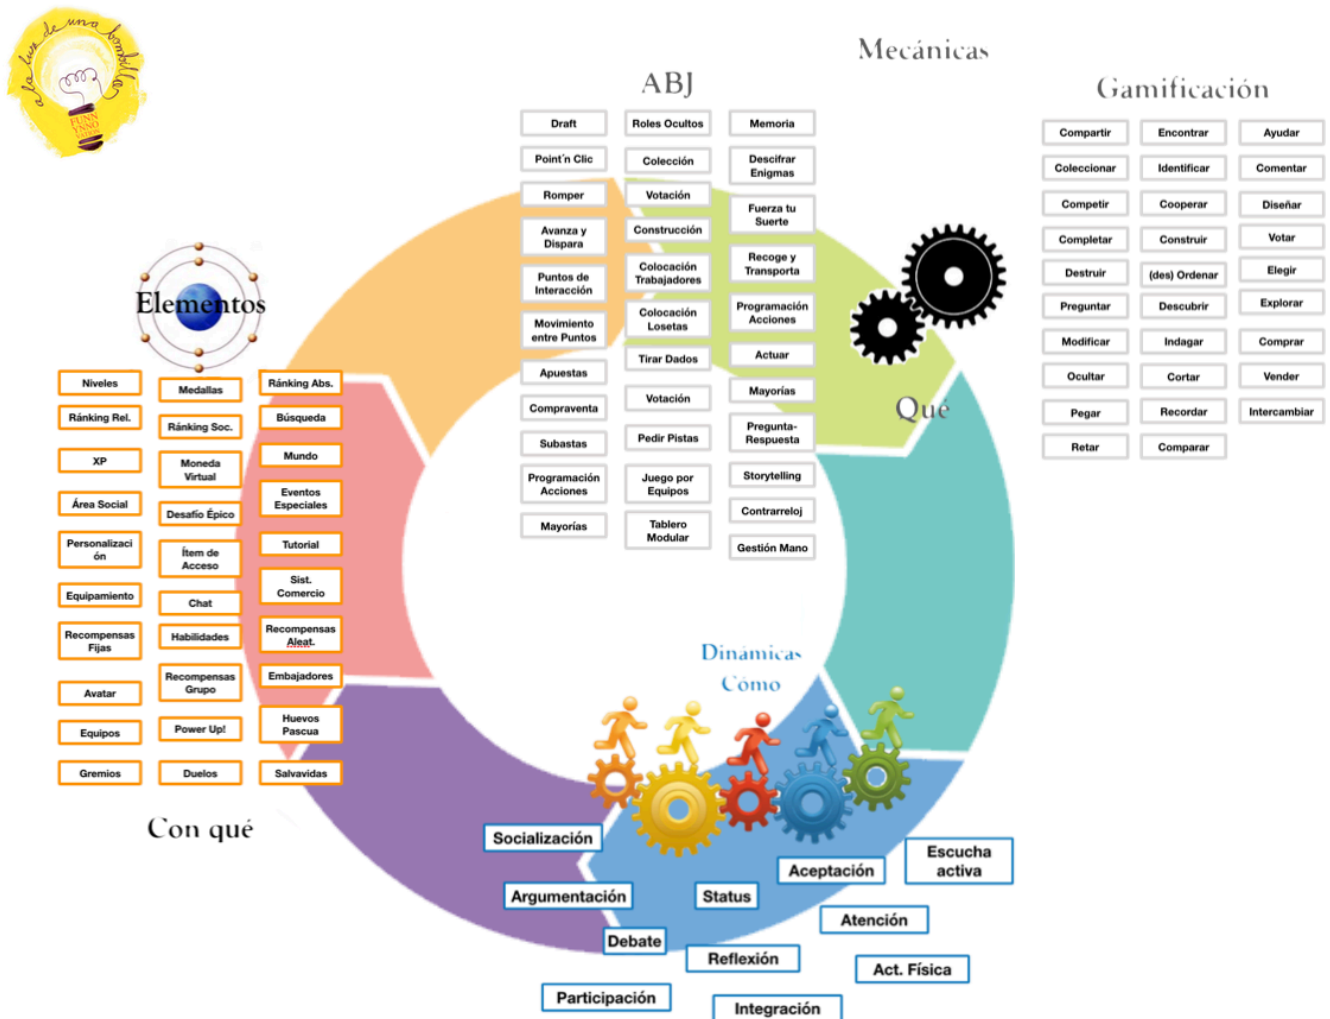 a la luz de una bombilla
FUNN
YNNO
VATION
Mecánicas
ABJ
Draft
Point´n Clic
Romper
Avanza y
Dispara
Puntos de
Interacción
Movimiento
entre Puntos
Apuestas
Compraventa
Subastas
Programación
Acciones
Mayorías
Roles Ocultos
Colección
Votación
Construcción
Colocación
Trabajadores
Colocación
Losetas
Tirar Dados
Votación
Pedir Pistas
Juego por
Equipos
Tablero
Modular
Memoria
Descifrar
Enigmas
Fuerza tu
Suerte
Recoge y
Transporta
Programación
Acciones
Actuar
Mayorías
Pregunta-
Respuesta
Storytelling
Contrarreloj
Gestión Mano
Gamificación
Compartir
Coleccionar
Competir
Completar
Destruir
Preguntar
Modificar
Ocultar
Pegar
Retar
Encontrar
Identificar
Cooperar
Construir
(des) Ordenar
Descubrir
Indagar
Cortar
Recordar
Comparar
Ayudar
Comentar
Diseñar
Votar
Elegir
Explorar
Comprar
Vender
Intercambiar
Qué
Elementos
Niveles
Ránking Rel.
XP
Área Social
Personalizaci
ón
Equipamiento
Recompensas
Fijas
Avatar
Equipos
Gremios
Medallas
Ránking Soc.
Moneda
Virtual
Desafío Épico
Ítem de
Acceso
Chat
Habilidades
Recompensas
Grupo
Power Up!
Duelos
Ránking Abs.
Búsqueda
Mundo
Eventos
Especiales
Tutorial
Sist.
Comercio
Recompensas
Aleat.
Embajadores
Huevos
Pascua
Salvavidas
Con qué
Dinámicas
Cómo
Socialización
Argumentación
Debate
Participación
Status
Reflexión
Integración
Aceptación
Atención
Act. Física
Escucha
activa